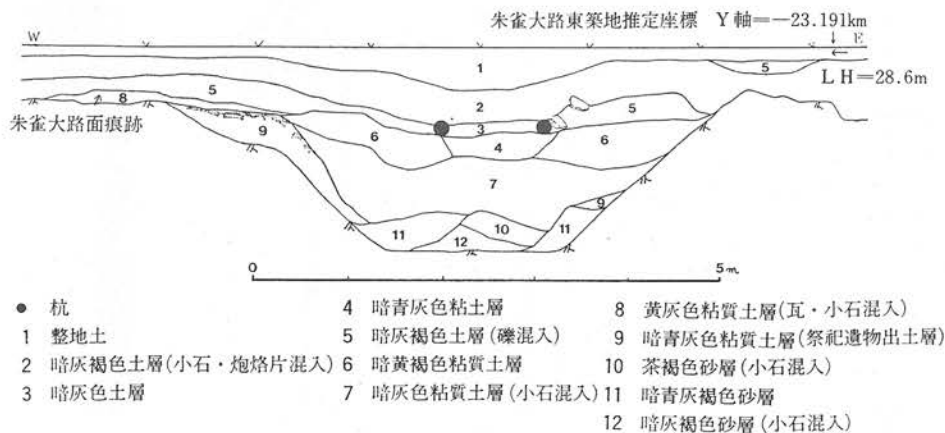 朱雀大路東築地推定座標 Y軸=−23.191km
W
E
1
5
LH=28.6m
5
2
5
8
3
朱雀大路面痕跡
9
6
4
6
7
9
11
10
11
12
0
5m.
● 杭
1 整地土
2 暗灰褐色土層(小石・炮烙片混入)
3 暗灰色土層
4 暗青灰色粘土層
5 暗灰褐色土層(礫混入)
6 暗黄褐色粘質土層
7 暗灰色粘質土層(小石混入)
8 黄灰色粘質土層(瓦・小石混入)
9 暗青灰色粘質土層(祭祀遺物出土層)
10 茶褐色砂層(小石混入)
11 暗青灰褐色砂層
12 暗灰褐色砂層(小石混入)